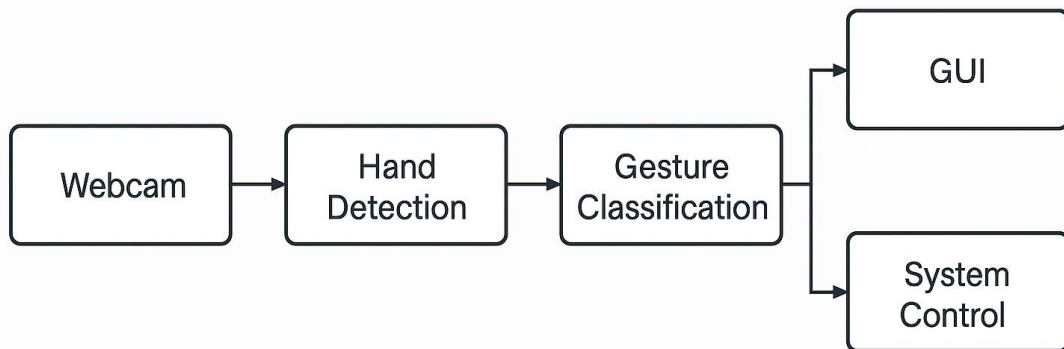 Webcam
Hand
Detection
Gesture
Classification
GUI
System
Control